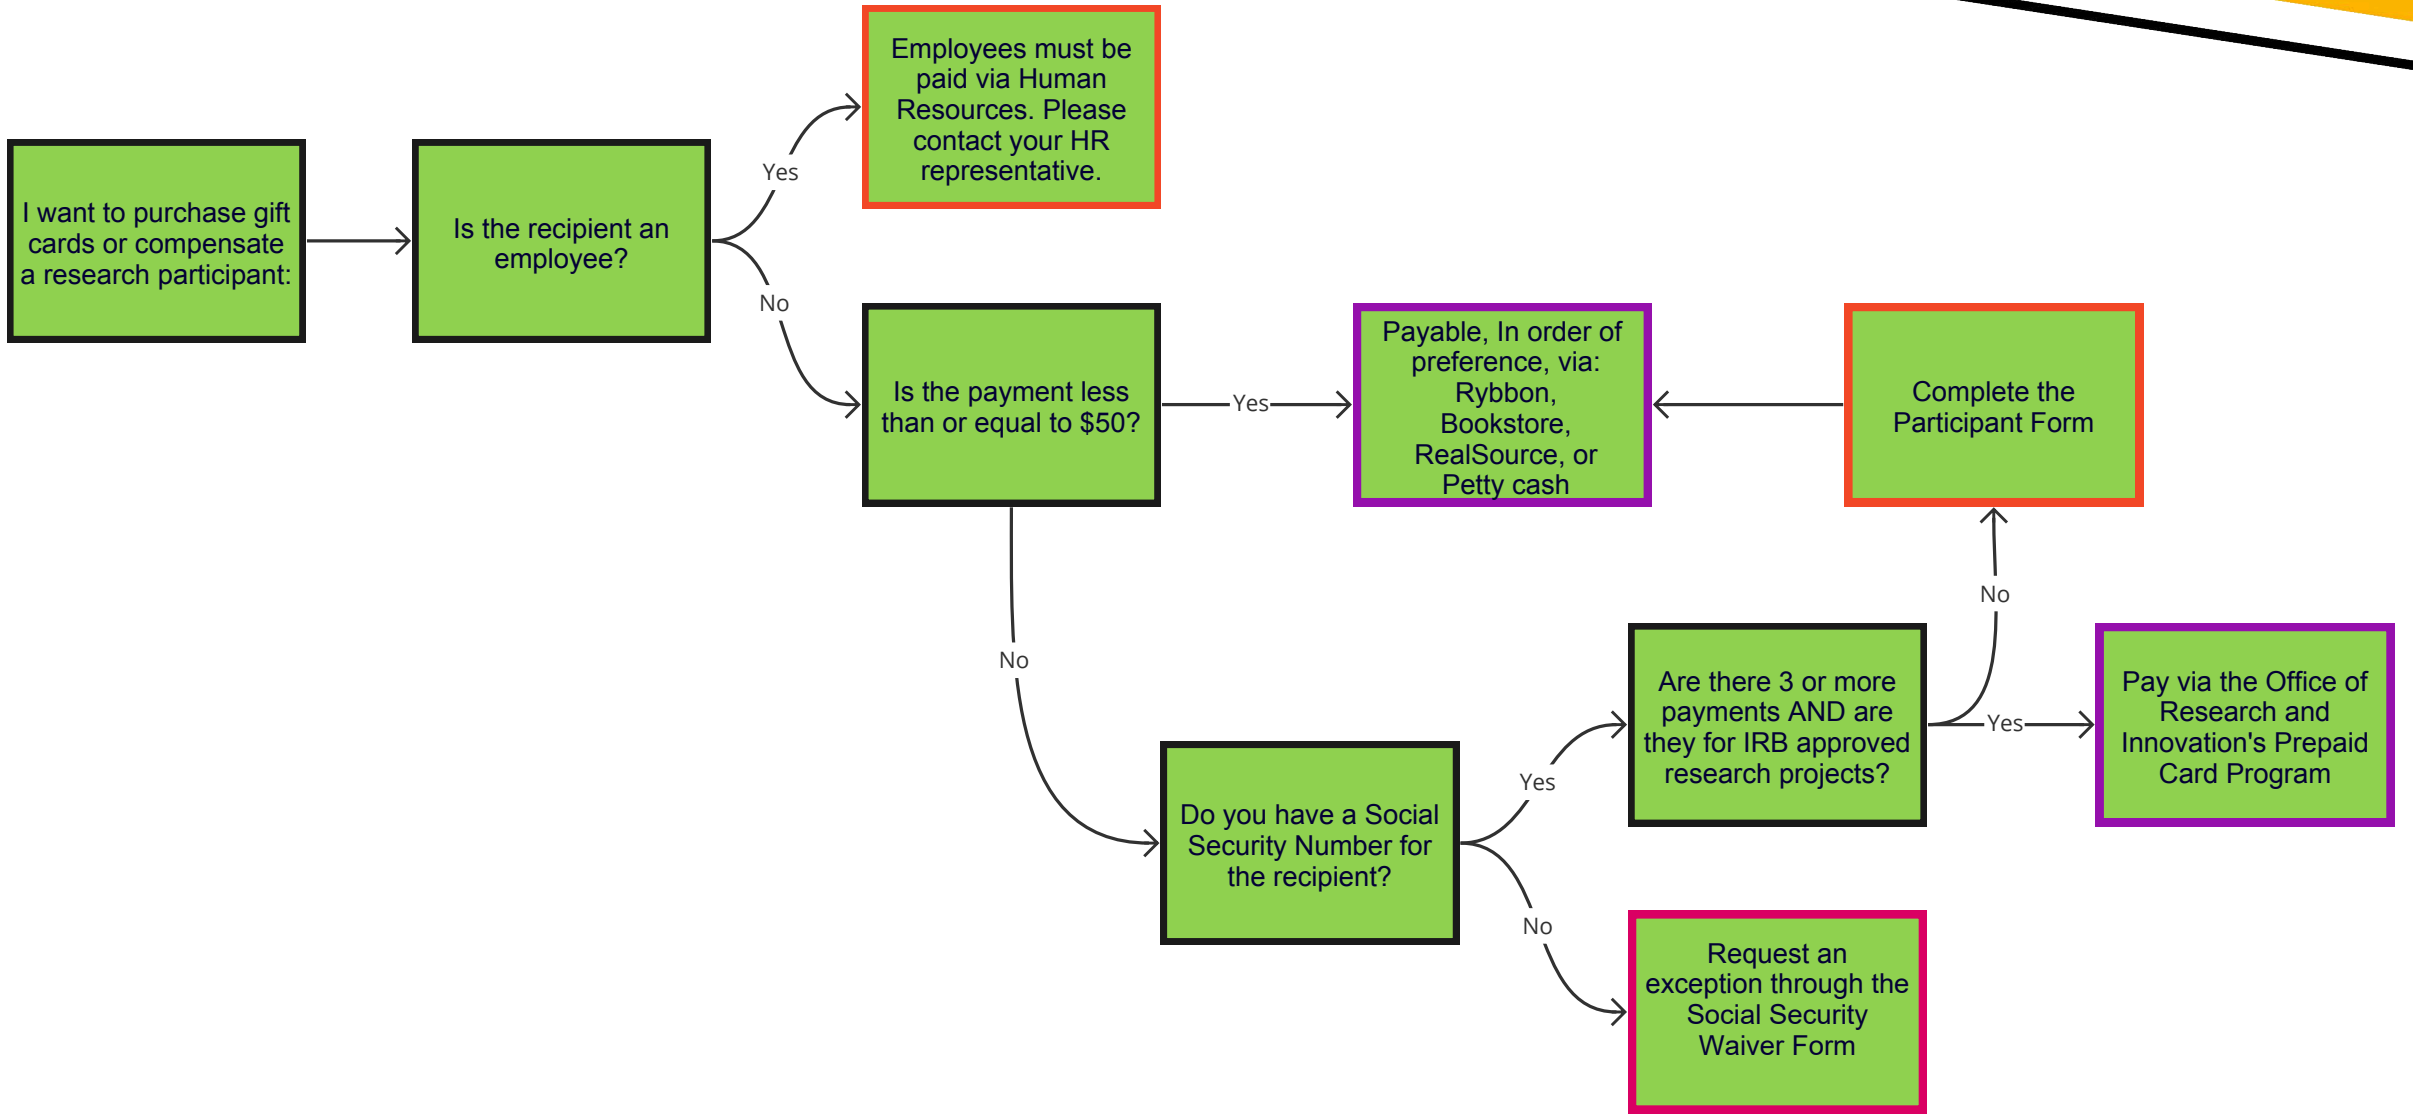 I want to purchase gift
cards or compensate
a research participant:
Is the recipient an
employee?
Yes
Employees must be
paid via Human
Resources. Please
contact your HR
representative.
No
Is the payment less
than or equal to $50?
Yes
Payable, In order of
preference, via:
Rybbon,
Bookstore,
RealSource, or
Petty cash
Complete the
Participant Form
No
Do you have a Social
Security Number for
the recipient?
Yes
Are there 3 or more
payments AND are
they for IRB approved
research projects?
No
Yes
Pay via the Office of
Research and
Innovation's Prepaid
Card Program
No
Request an
exception through the
Social Security
Waiver Form